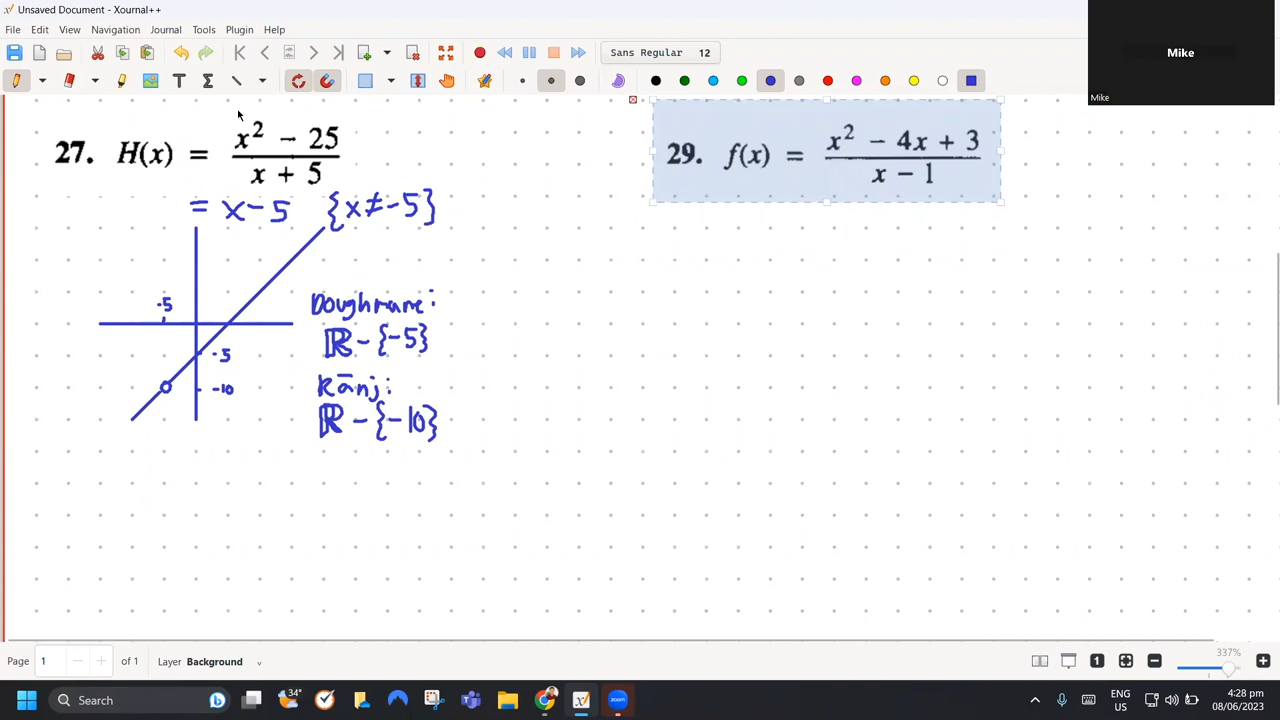 Unsaved Document - Xournal++
File Edit View Navigation Journal Tools Plugin Help
Sans Regular 12
Mike
Mike
27. H(x) = (x² - 25)/(x + 5)
= x - 5 {x ≠ -5}
-5
-5
-10
Doughmane:
ℝ - {-5}
Rānj:
ℝ - {-10}
29. f(x) = (x² - 4x + 3)/(x - 1)
Page 1 of 1 Layer Background
337%
Search
34°
ENG
US
4:28 pm
08/06/2023